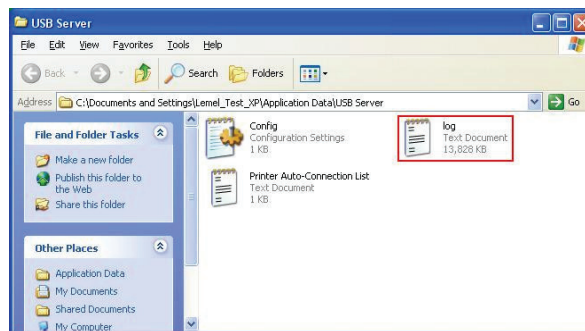 USB Server
File Edit View Favorites Tools Help
Back Search Folders
Address C:\Documents and Settings\Lemel_Test_XP\Application Data\USB Server Go
File and Folder Tasks
Make a new folder
Publish this folder to
the Web
Share this folder
Other Places
Application Data
My Documents
Shared Documents
My Computer
Config
Configuration Settings
1 KB
log
Text Document
13,828 KB
Printer Auto-Connection List
Text Document
1 KB